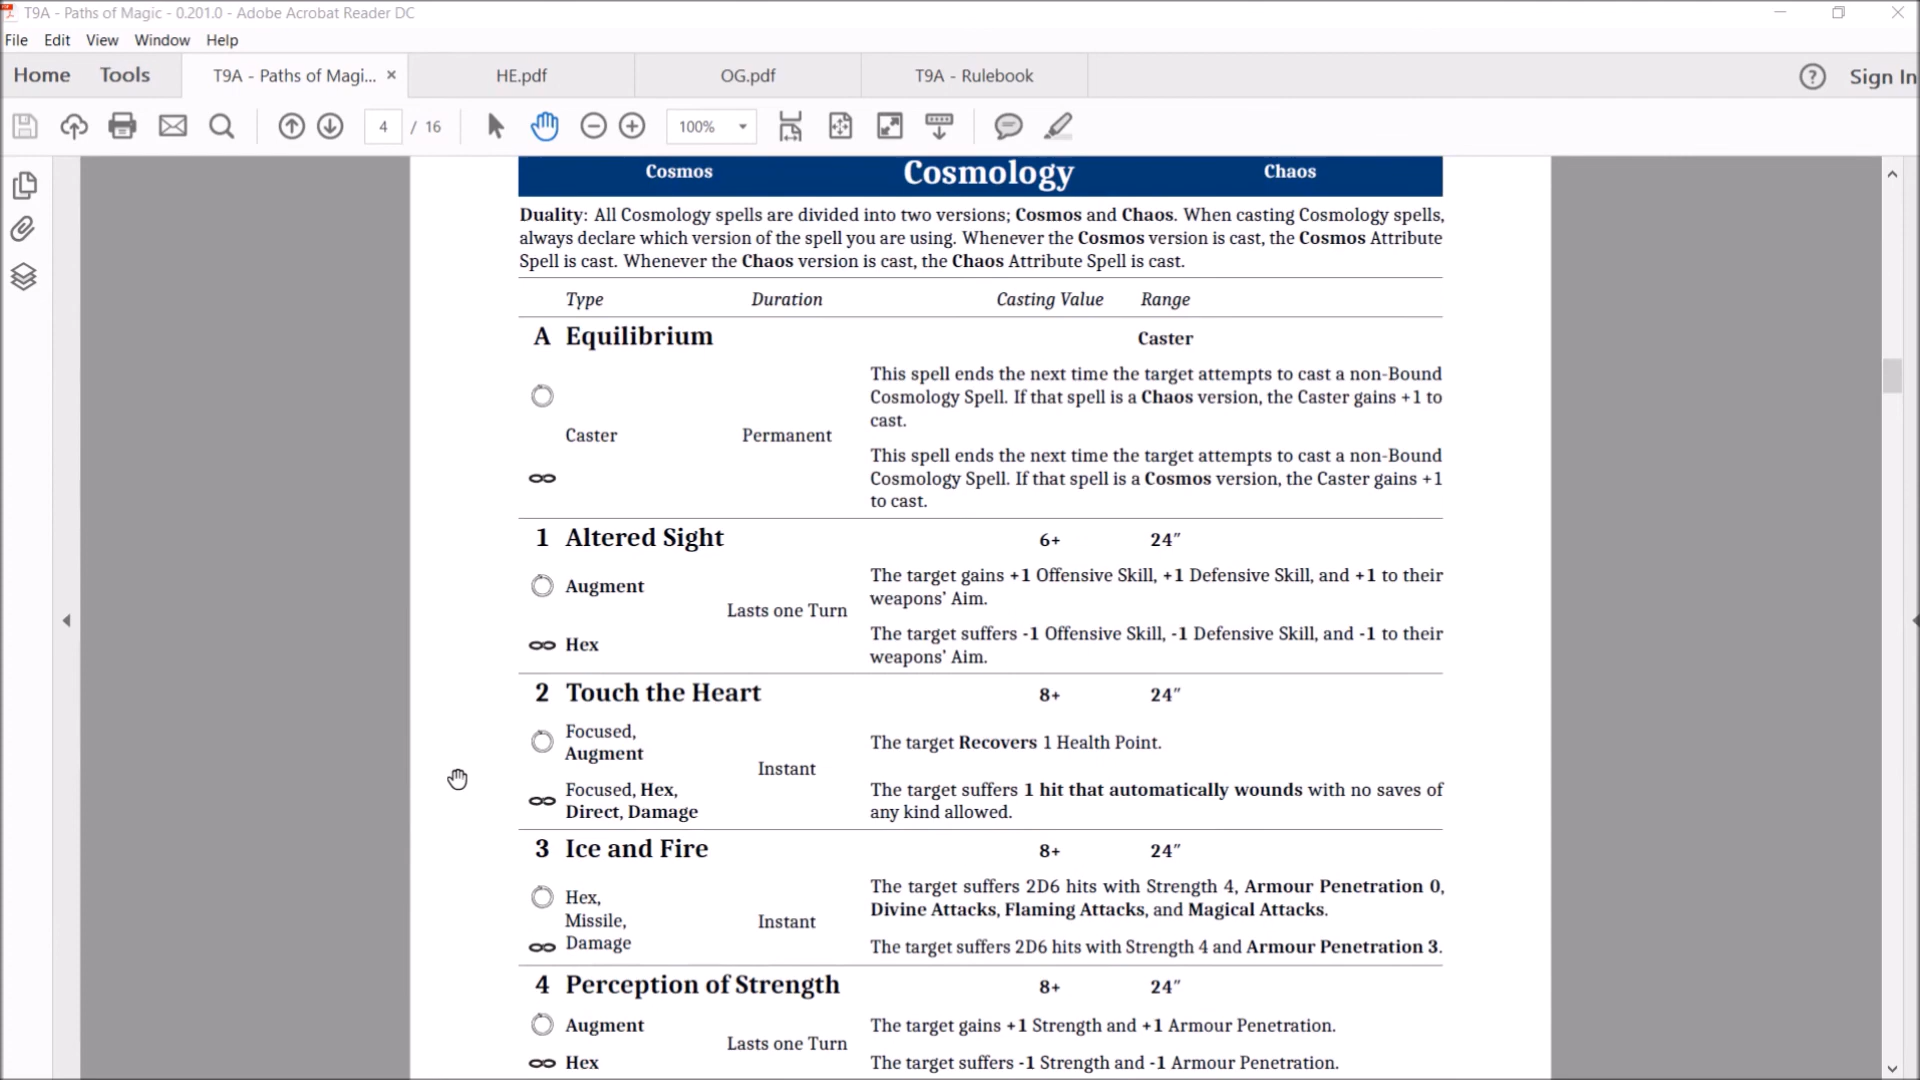 T9A - Paths of Magic - 0.201.0 - Adobe Acrobat Reader DC
File Edit View Window Help
Home Tools T9A - Paths of Magi... × HE.pdf OG.pdf T9A - Rulebook Sign In
4 / 16 100%
Cosmos Cosmology Chaos
Duality: All Cosmology spells are divided into two versions; Cosmos and Chaos. When casting Cosmology spells,
always declare which version of the spell you are using. Whenever the Cosmos version is cast, the Cosmos Attribute
Spell is cast. Whenever the Chaos version is cast, the Chaos Attribute Spell is cast.
Type Duration Casting Value Range
A Equilibrium Caster
This spell ends the next time the target attempts to cast a non-Bound
Cosmology Spell. If that spell is a Chaos version, the Caster gains +1 to
cast.
Caster Permanent
This spell ends the next time the target attempts to cast a non-Bound
Cosmology Spell. If that spell is a Cosmos version, the Caster gains +1
to cast.
1 Altered Sight 6+ 24″
Augment
The target gains +1 Offensive Skill, +1 Defensive Skill, and +1 to their
weapons’ Aim.
Lasts one Turn
Hex
The target suffers -1 Offensive Skill, -1 Defensive Skill, and -1 to their
weapons’ Aim.
2 Touch the Heart 8+ 24″
Focused,
Augment
The target Recovers 1 Health Point.
Instant
Focused, Hex,
Direct, Damage
The target suffers 1 hit that automatically wounds with no saves of
any kind allowed.
3 Ice and Fire 8+ 24″
Hex,
Missile,
Damage
Instant
The target suffers 2D6 hits with Strength 4, Armour Penetration 0,
Divine Attacks, Flaming Attacks, and Magical Attacks.
The target suffers 2D6 hits with Strength 4 and Armour Penetration 3.
4 Perception of Strength 8+ 24″
Augment
The target gains +1 Strength and +1 Armour Penetration.
Lasts one Turn
Hex
The target suffers -1 Strength and -1 Armour Penetration.